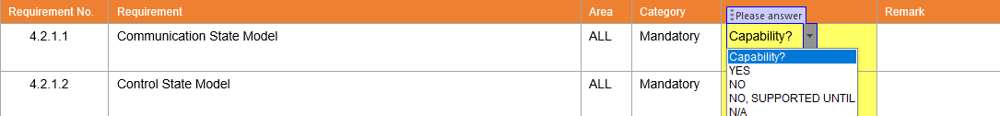 Requirement No. Requirement Area Category Please answer Remark
4.2.1.1 Communication State Model ALL Mandatory Capability?
Capability?
YES
4.2.1.2 Control State Model ALL Mandatory NO
NO, SUPPORTED UNTIL
N/A